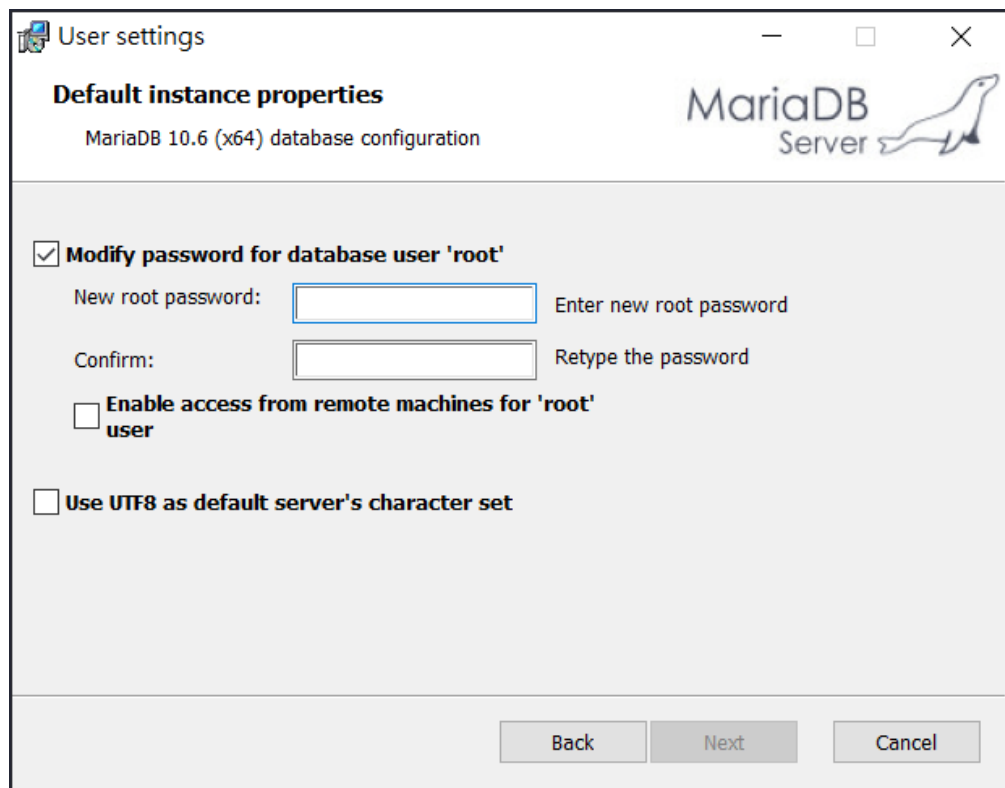 User settings
Default instance properties
MariaDB 10.6 (x64) database configuration
MariaDB
Server
Modify password for database user 'root'
New root password:
Enter new root password
Confirm:
Retype the password
Enable access from remote machines for 'root'
user
Use UTF8 as default server's character set
Back
Next
Cancel